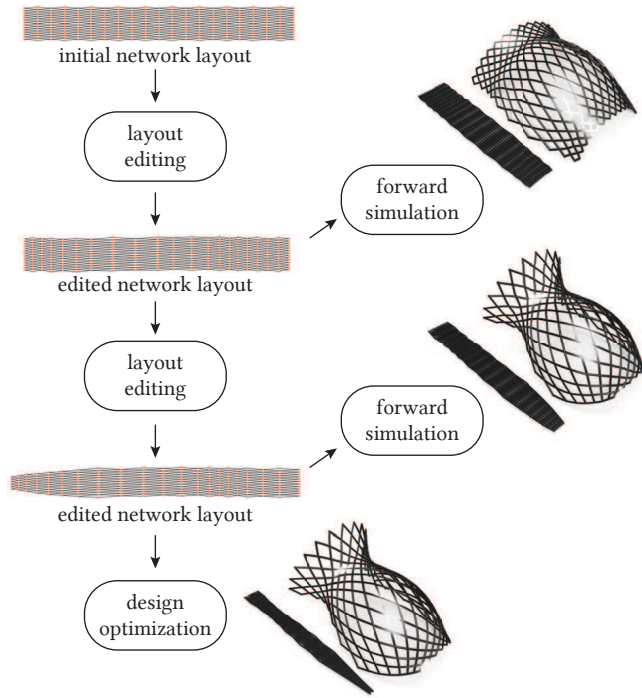 initial network layout
layout
editing
forward
simulation
edited network layout
layout
editing
forward
simulation
edited network layout
design
optimization